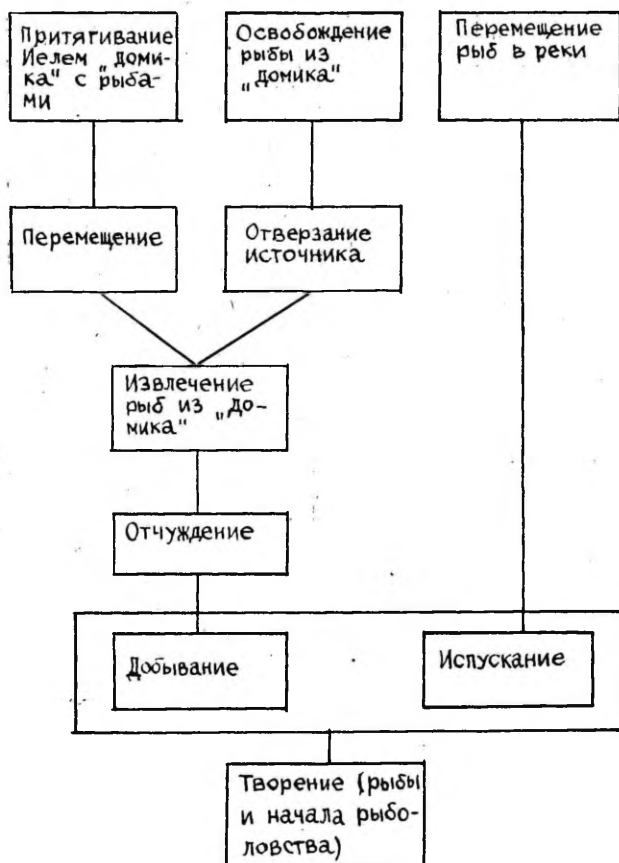 Притягивание
Йелем „доми-
ка" с рыба-
ми
Освобождение
рыбы из
„домика"
Перемещение
рыб в реки
Перемещение
Отверзание
источника
Извлечение
рыб из „до-
мика"
Отчуждение
Добывание
Испускание
Творение (рыбы
и начала рыбо-
ловства)